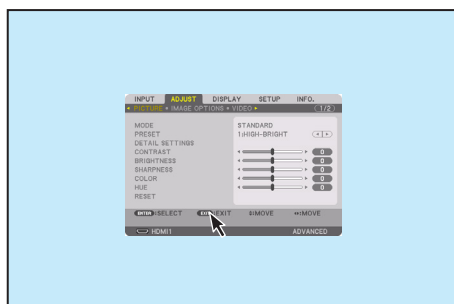 INPUT ADJUST DISPLAY SETUP INFO.
PICTURE • IMAGE OPTIONS • VIDEO 1/2
MODE STANDARD
PRESET 1:HIGH-BRIGHT
DETAIL SETTINGS
CONTRAST 0
BRIGHTNESS 0
SHARPNESS 0
COLOR 0
HUE 0
RESET
ENTER :SELECT EXIT :EXIT ↕:MOVE ↔:MOVE
HDMI1 ADVANCED